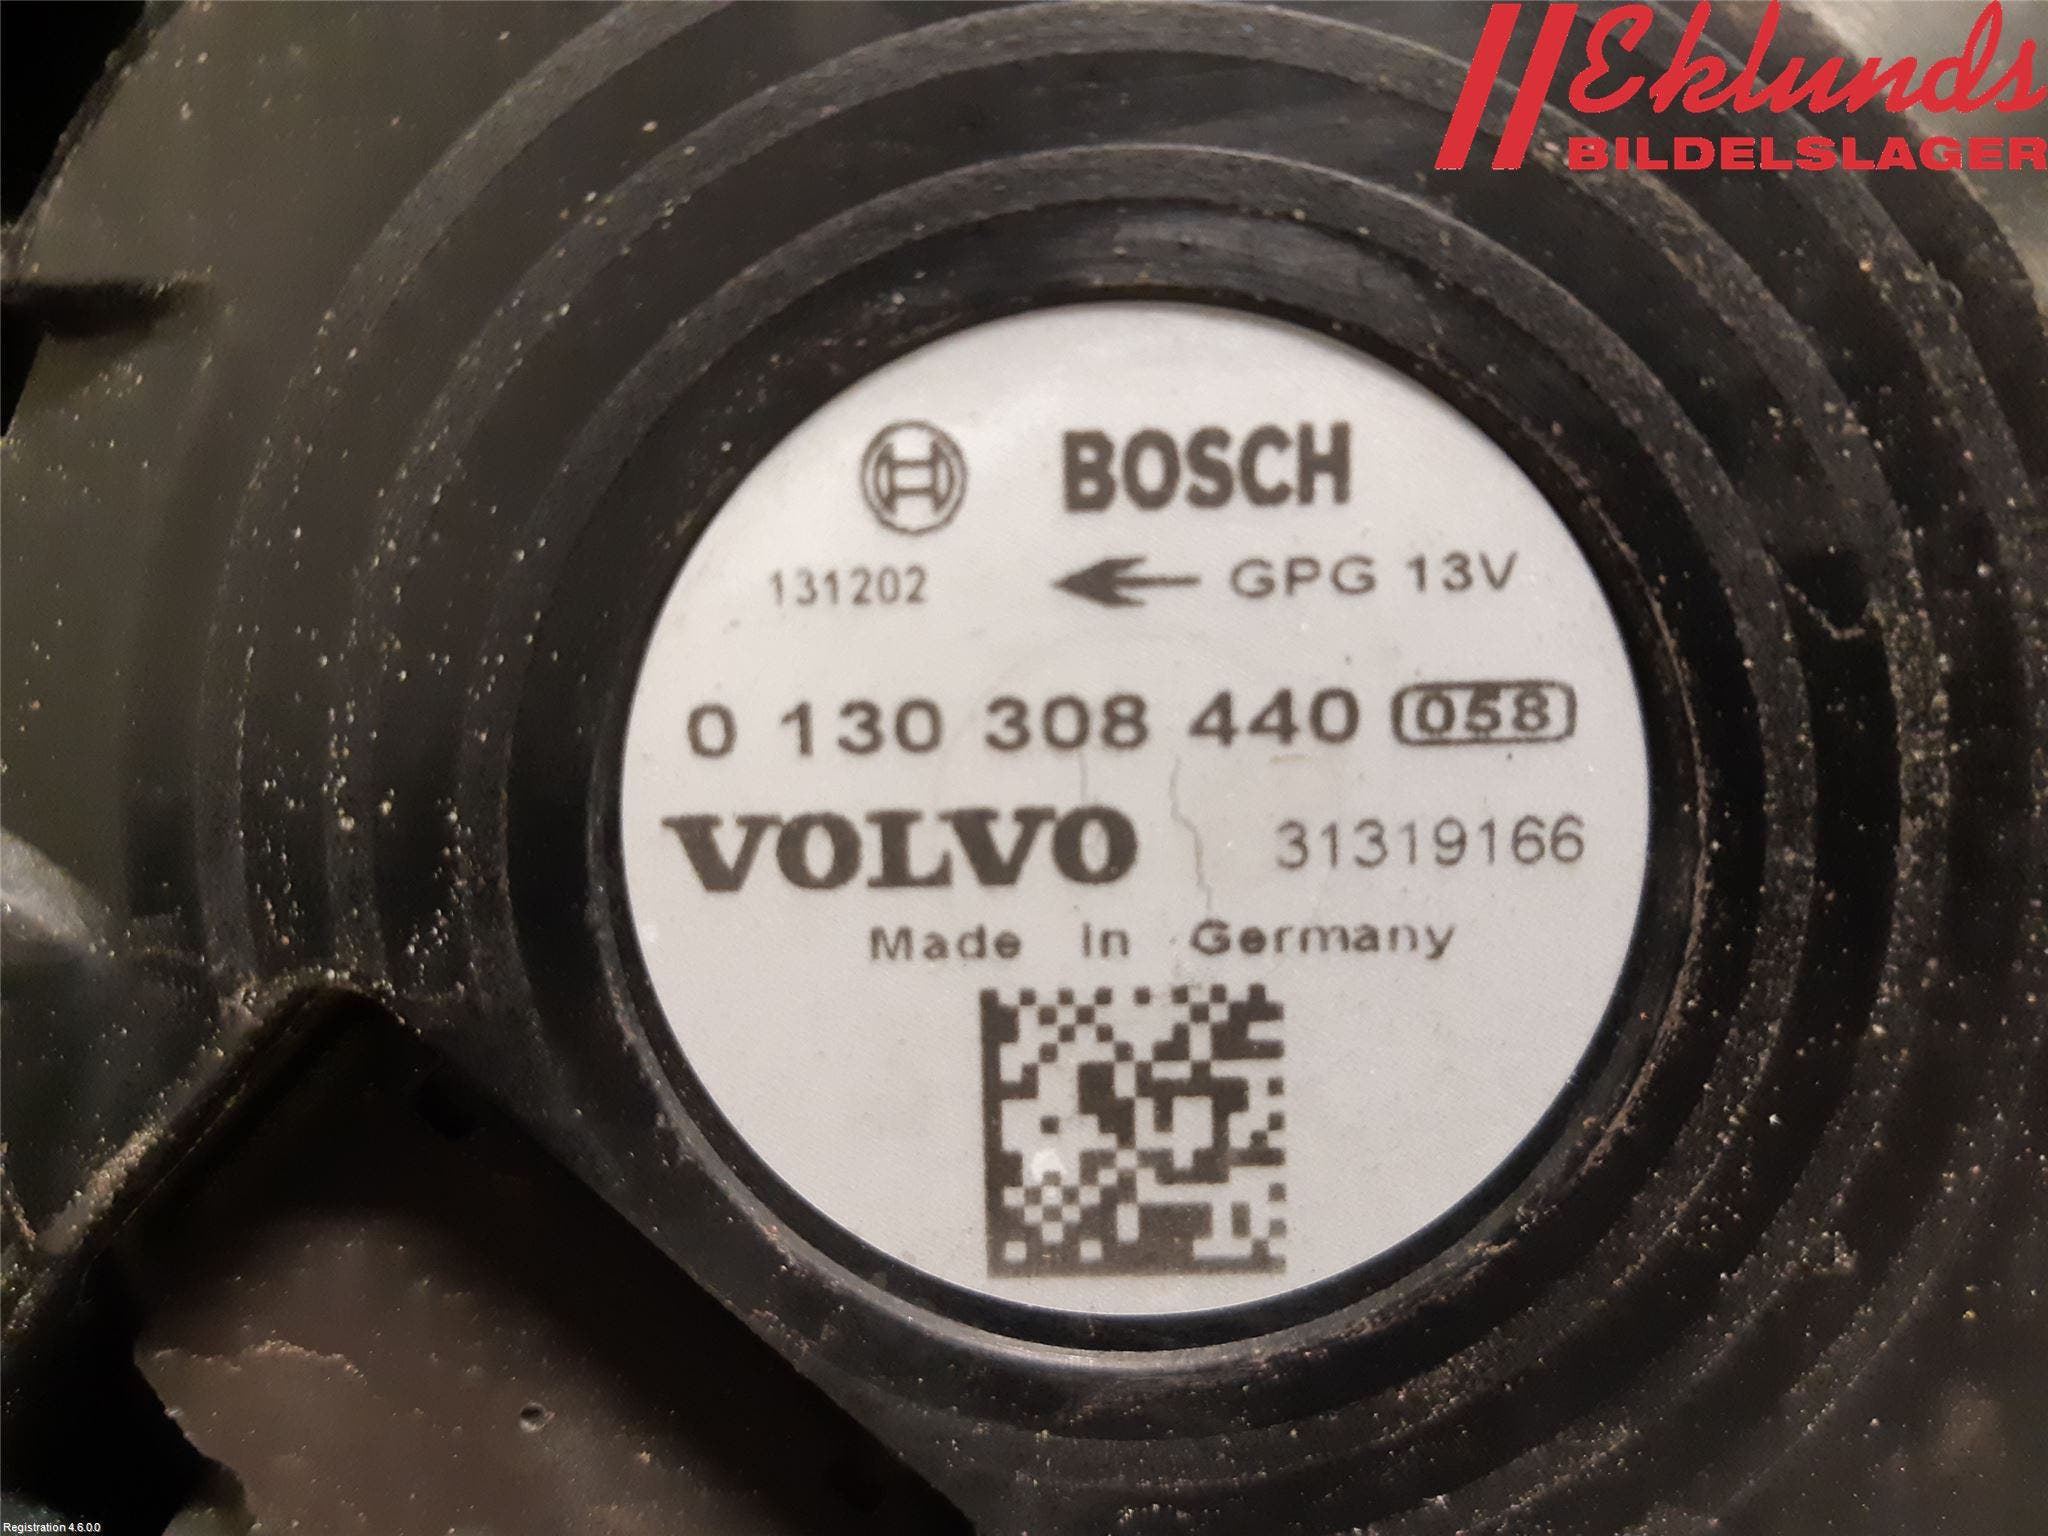 Eklunds
BILDELSLAGER
BOSCH
131202 GPG 13V
0 130 308 440 058
VOLVO 31319166
Made in Germany
Registration 4.6.0.0